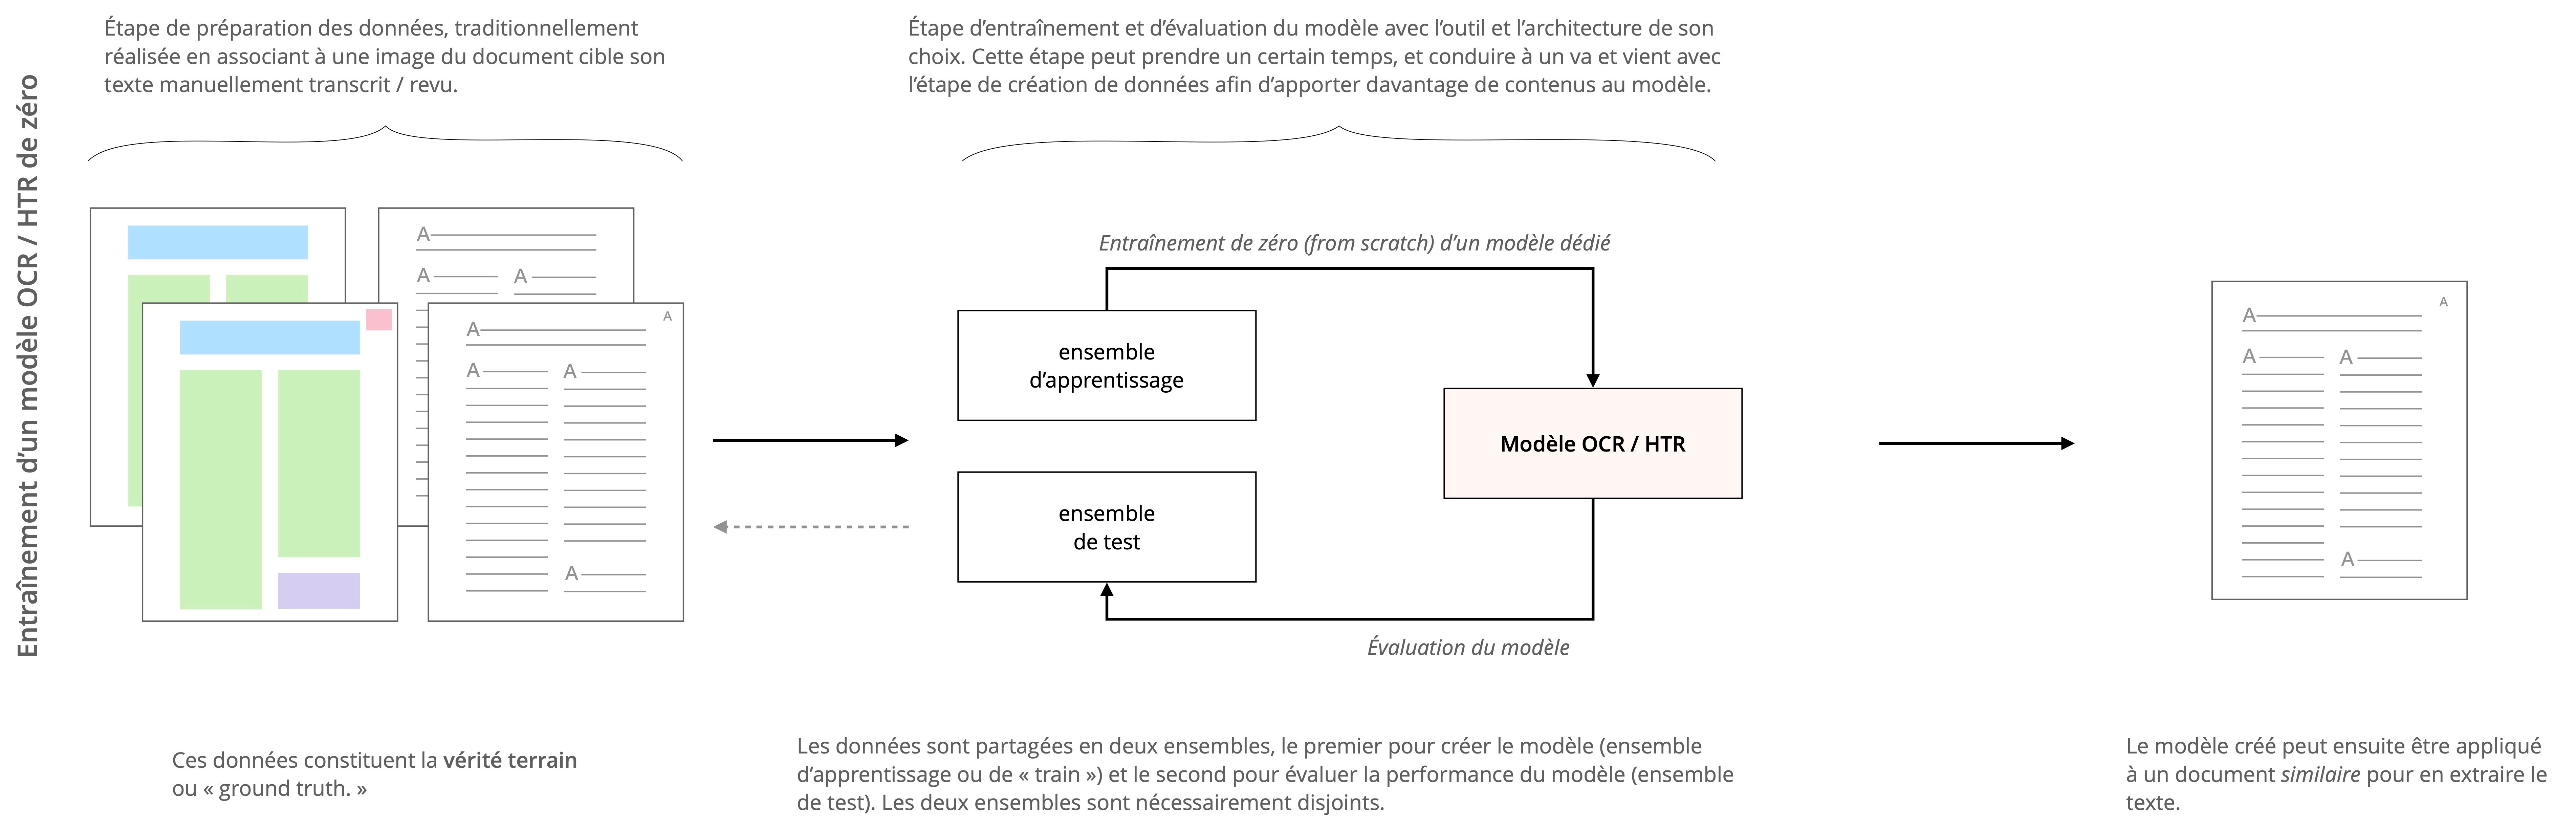 Entraînement d’un modèle OCR / HTR de zéro
Étape de préparation des données, traditionnellement
réalisée en associant à une image du document cible son
texte manuellement transcrit / revu.
A
A
A
A
A
A
A
A
Ces données constituent la vérité terrain
ou « ground truth. »
Étape d’entraînement et d’évaluation du modèle avec l’outil et l’architecture de son
choix. Cette étape peut prendre un certain temps, et conduire à un va et vient avec
l’étape de création de données afin d’apporter davantage de contenus au modèle.
Entraînement de zéro (from scratch) d’un modèle dédié
ensemble
d’apprentissage
Modèle OCR / HTR
ensemble
de test
Évaluation du modèle
Les données sont partagées en deux ensembles, le premier pour créer le modèle (ensemble
d’apprentissage ou de « train ») et le second pour évaluer la performance du modèle (ensemble
de test). Les deux ensembles sont nécessairement disjoints.
A
A
A
A
A
Le modèle créé peut ensuite être appliqué
à un document similaire pour en extraire le
texte.